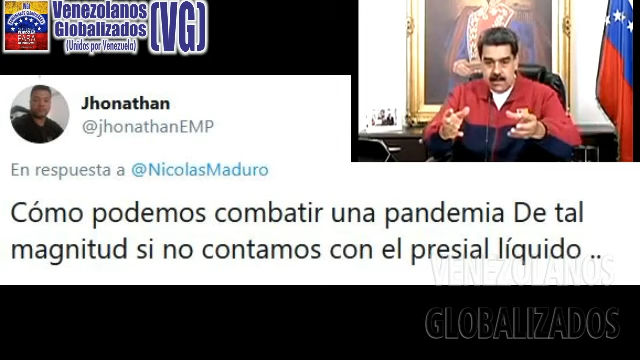 Venezolanos
Globalizados
(Unidos por Venezuela)
(VG)
Jhonathan
@jhonathanEMP
En respuesta a @NicolasMaduro
Cómo podemos combatir una pandemia De tal
magnitud si no contamos con el presial líquido ..
VENEZOLANOS
GLOBALIZADOS